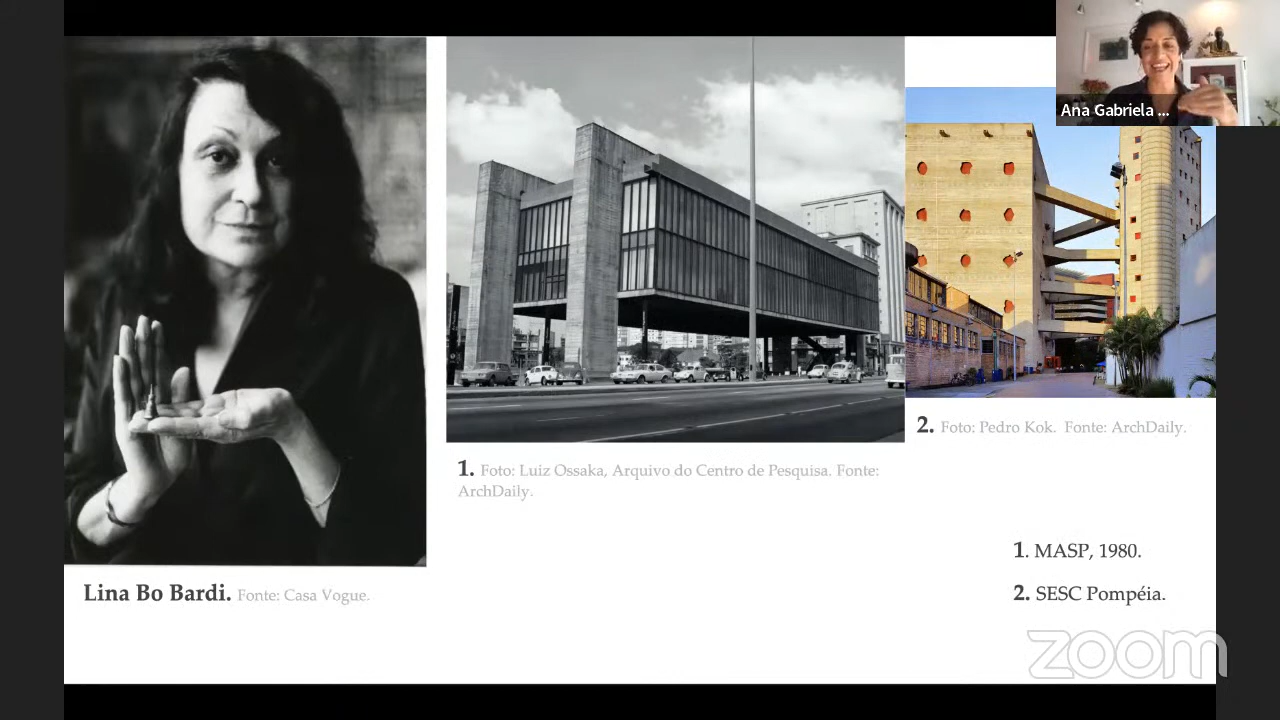 Ana Gabriela ...
Lina Bo Bardi. Fonte: Casa Vogue.
1. Foto: Luiz Ossaka, Arquivo do Centro de Pesquisa. Fonte:
ArchDaily.
2. Foto: Pedro Kok. Fonte: ArchDaily.
1. MASP, 1980.
2. SESC Pompéia.
zoom